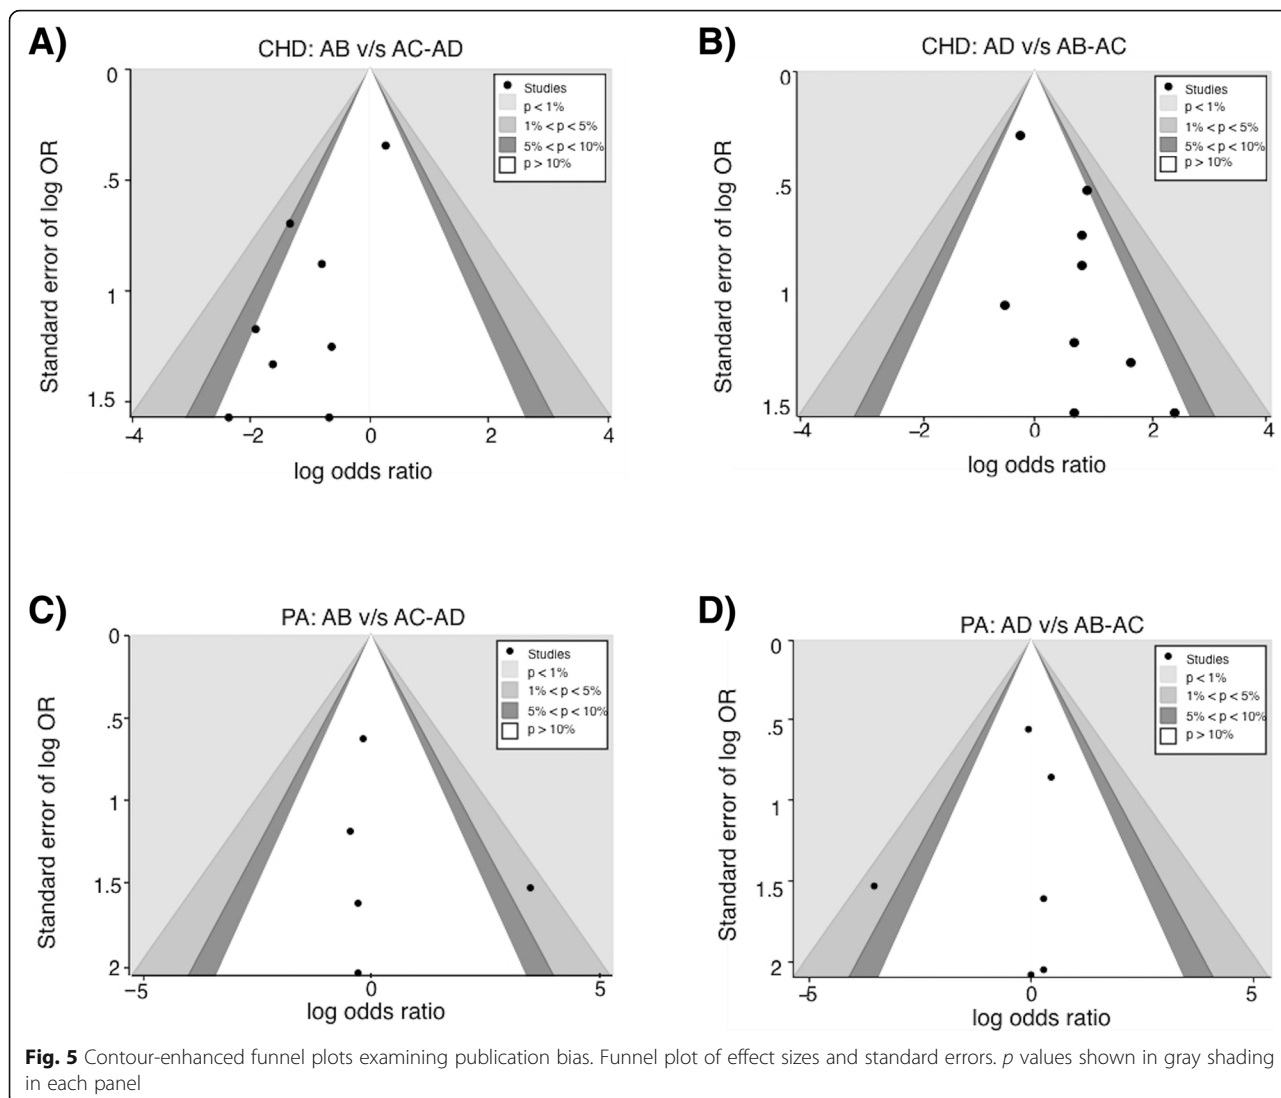 A)
CHD: AB v/s AC-AD
Studies
p < 1%
1% < p < 5%
5% < p < 10%
p > 10%
0
.5
1
1.5
Standard error of log OR
-4
-2
0
2
4
log odds ratio
B)
CHD: AD v/s AB-AC
Studies
p < 1%
1% < p < 5%
5% < p < 10%
p > 10%
0
.5
1
1.5
Standard error of log OR
-4
-2
0
2
4
log odds ratio
C)
PA: AB v/s AC-AD
Studies
p < 1%
1% < p < 5%
5% < p < 10%
p > 10%
0
.5
1
1.5
2
Standard error of log OR
-5
0
5
log odds ratio
D)
PA: AD v/s AB-AC
Studies
p < 1%
1% < p < 5%
5% < p < 10%
p > 10%
0
.5
1
1.5
2
Standard error of log OR
-5
0
5
log odds ratio
Fig. 5 Contour-enhanced funnel plots examining publication bias. Funnel plot of effect sizes and standard errors. p values shown in gray shading
in each panel